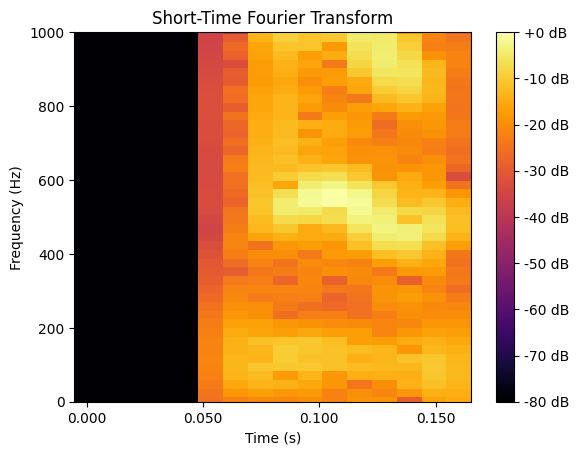 Short-Time Fourier Transform
Frequency (Hz)
1000
800
600
400
200
0
0.000
0.050
0.100
0.150
Time (s)
+0 dB
-10 dB
-20 dB
-30 dB
-40 dB
-50 dB
-60 dB
-70 dB
-80 dB